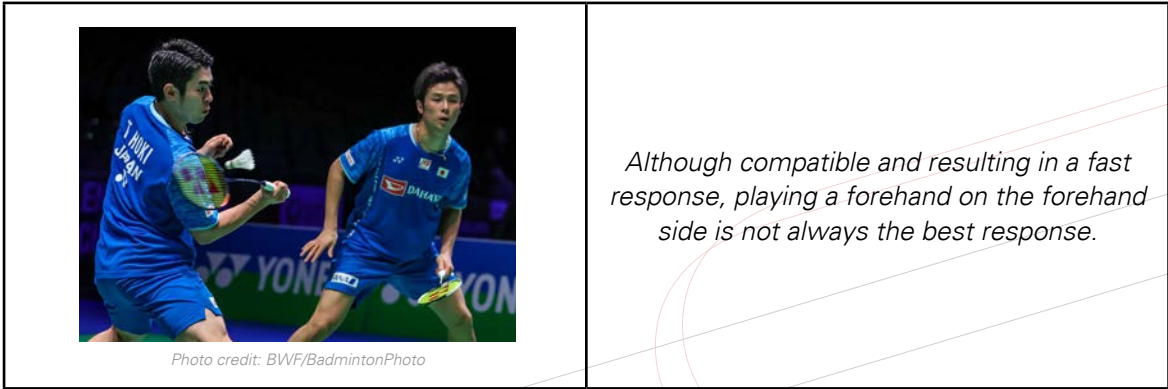 T HOKI
JAPAN
DAIHATSU
YONEX
YON
Photo credit: BWF/BadmintonPhoto
Although compatible and resulting in a fast
response, playing a forehand on the forehand
side is not always the best response.